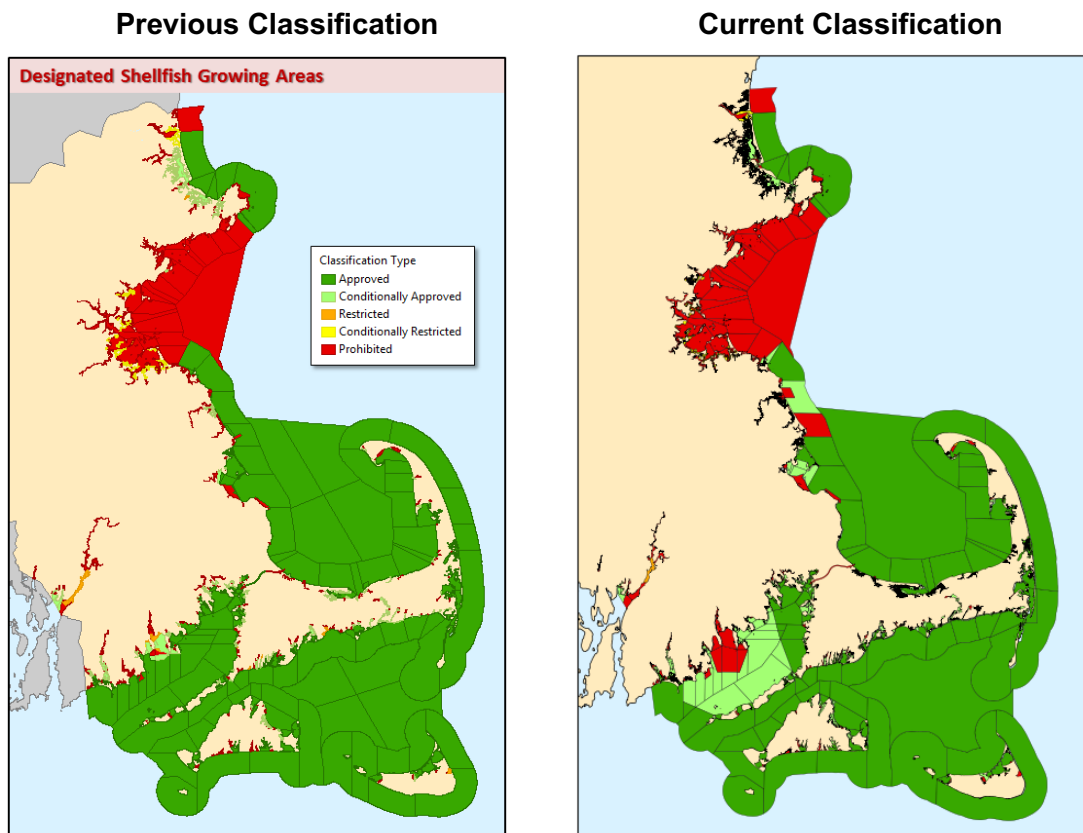 Previous Classification
Current Classification
Designated Shellfish Growing Areas
Classification Type
Approved
Conditionally Approved
Restricted
Conditionally Restricted
Prohibited